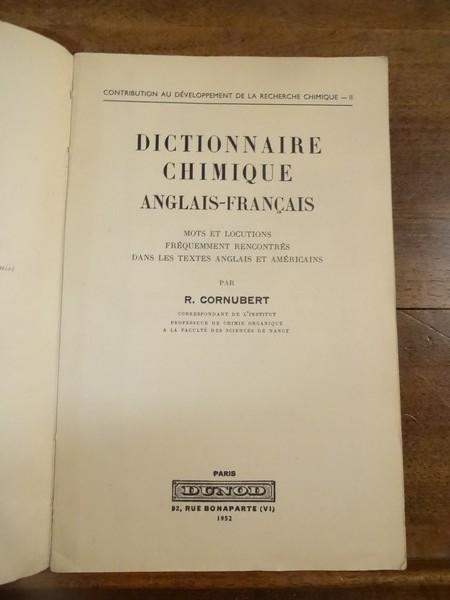 CONTRIBUTION AU DÉVELOPPEMENT DE LA RECHERCHE CHIMIQUE — II
DICTIONNAIRE
CHIMIQUE
ANGLAIS-FRANÇAIS
MOTS ET LOCUTIONS
FRÉQUEMMENT RENCONTRÉS
DANS LES TEXTES ANGLAIS ET AMÉRICAINS
PAR
R. CORNUBERT
CORRESPONDANT DE L'INSTITUT
PROFESSEUR DE CHIMIE ORGANIQUE
A LA FACULTÉ DES SCIENCES DE NANCY
PARIS
DUNOD
92, RUE BONAPARTE (VI)
1952